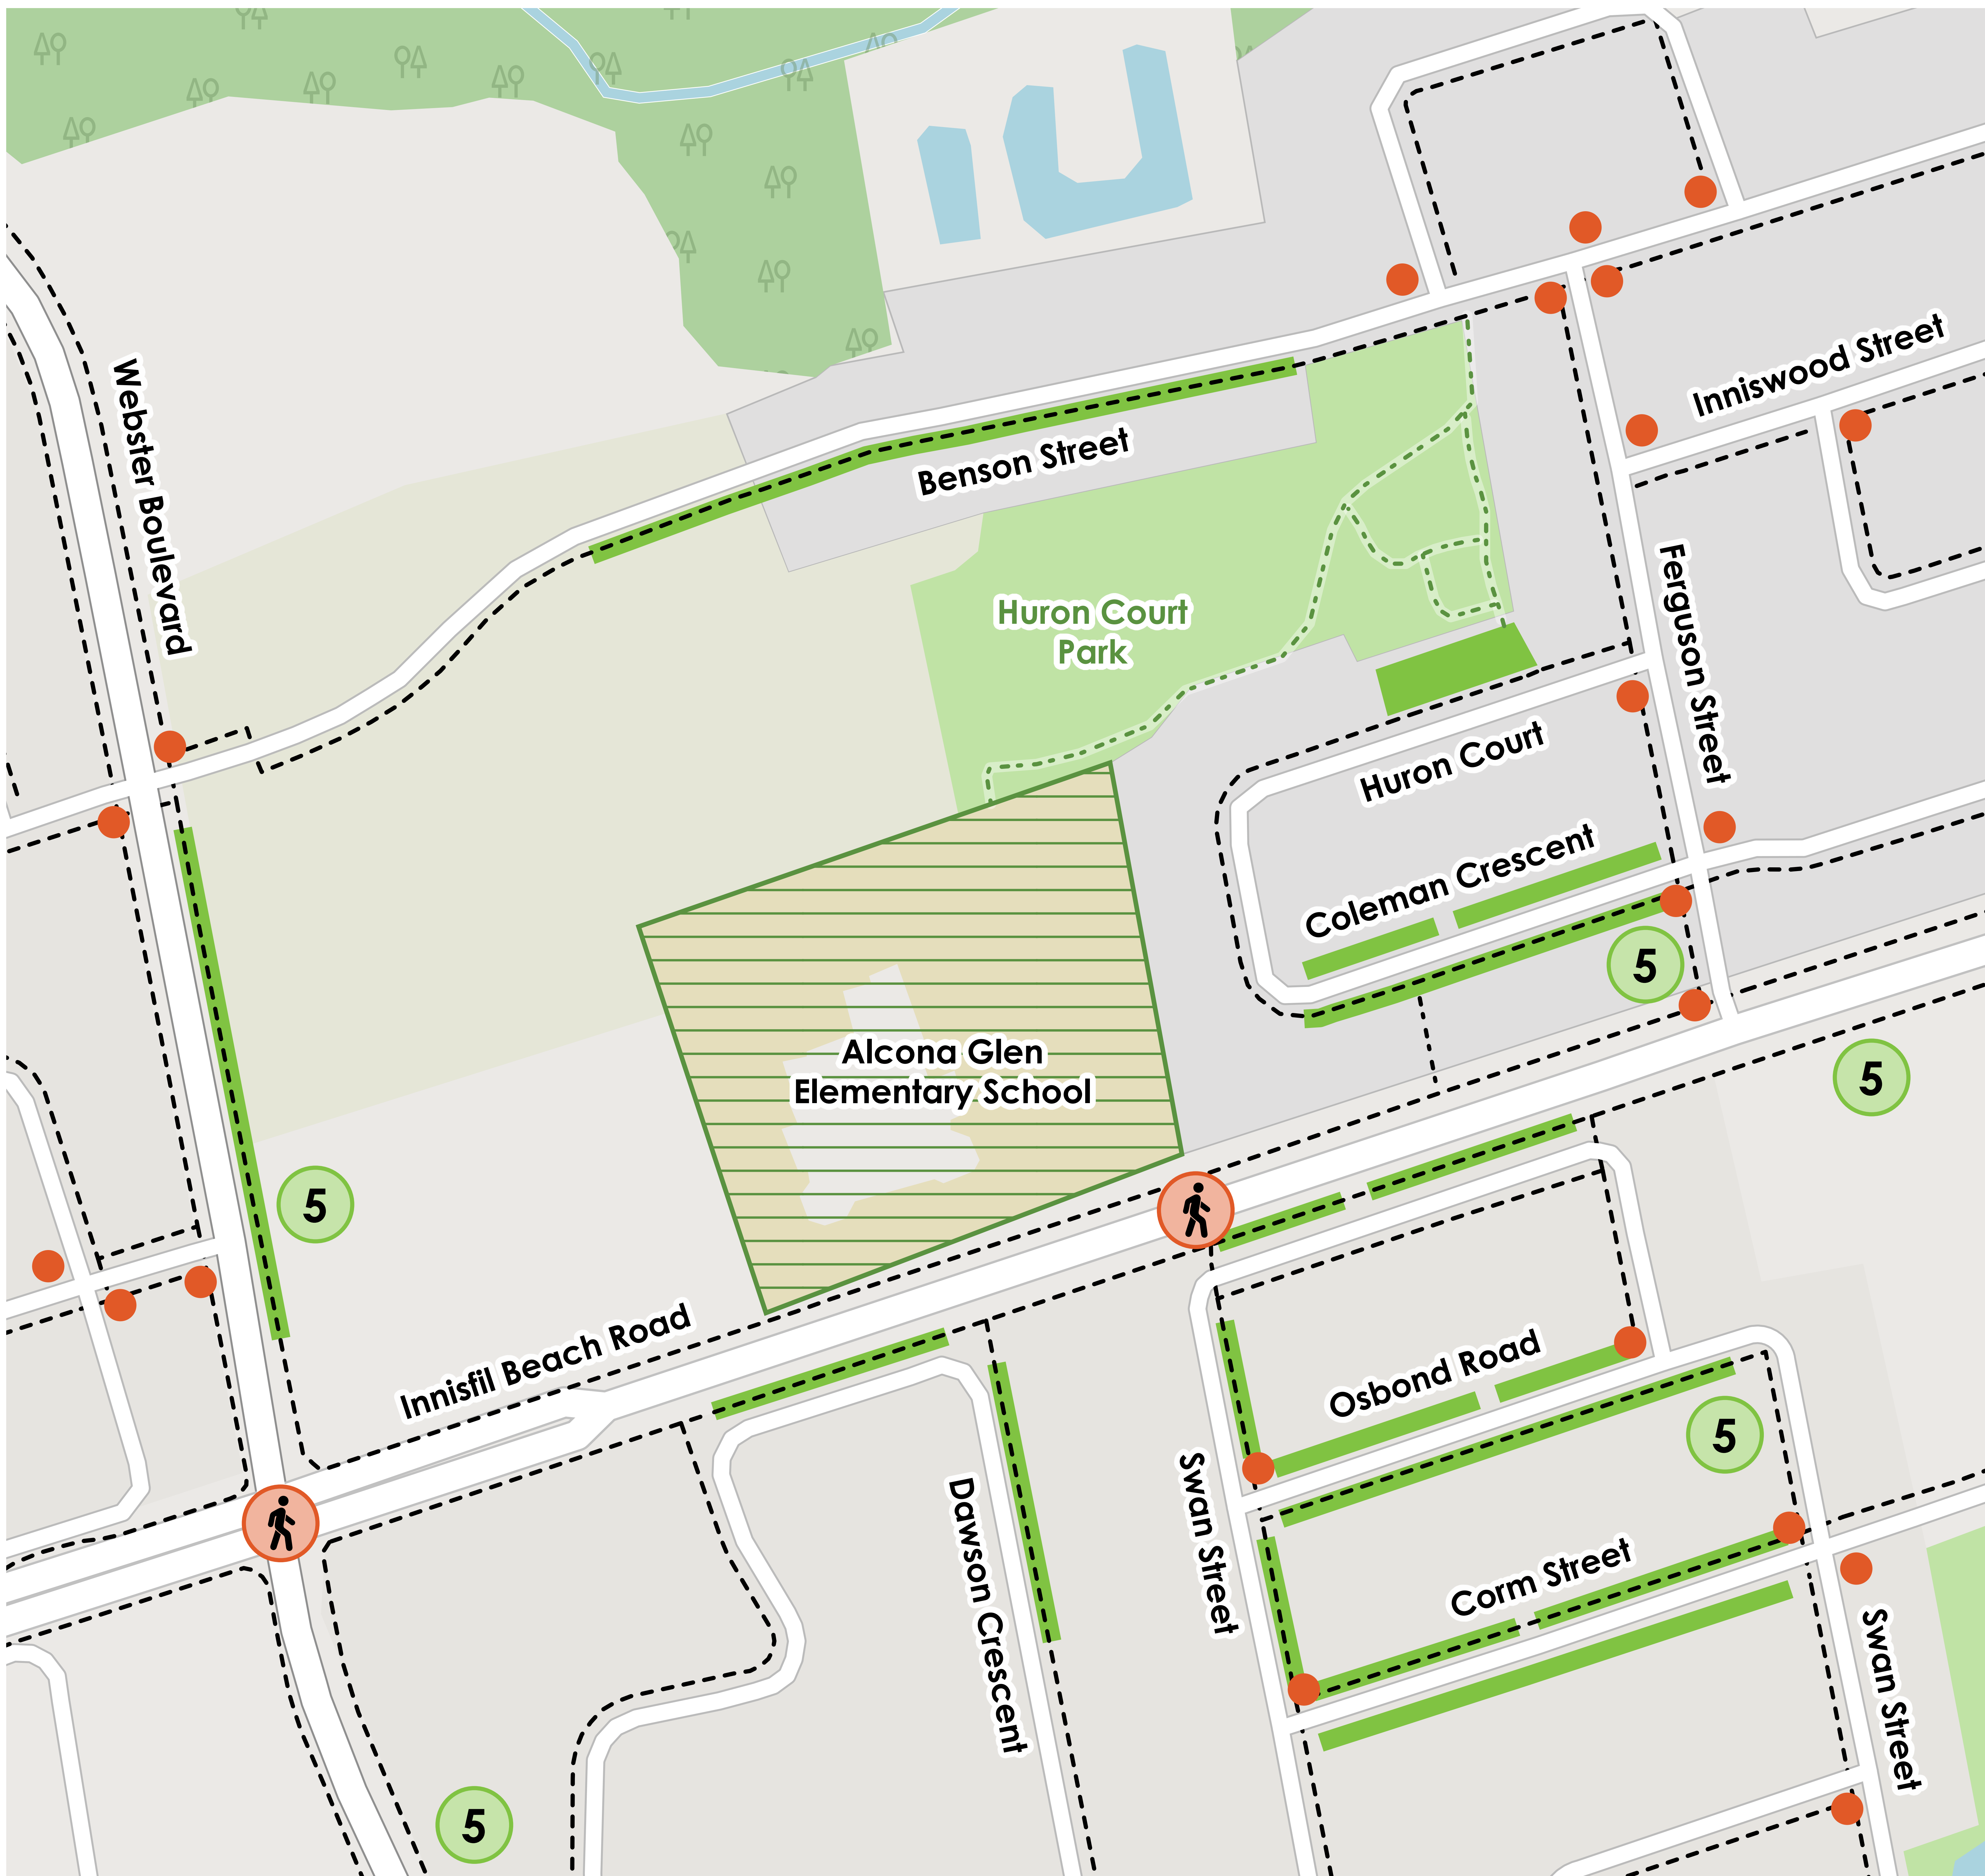 Webster Boulevard
Benson Street
Inniswood Street
Huron Court
Park
Ferguson Street
Huron Court
Coleman Crescent
5
Alcona Glen
Elementary School
5
5
Innisfil Beach Road
Osbond Road
5
Dawson Crescent
Swan Street
Corm Street
Swan Street
5